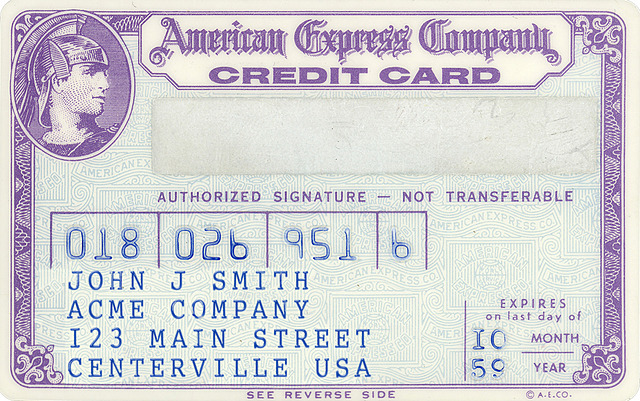 American Express Company
CREDIT CARD
AUTHORIZED SIGNATURE — NOT TRANSFERABLE
018 026 951 6
JOHN J SMITH
ACME COMPANY
123 MAIN STREET
CENTERVILLE USA
EXPIRES
on last day of
10 MONTH
59 YEAR
SEE REVERSE SIDE
© A.E.CO.